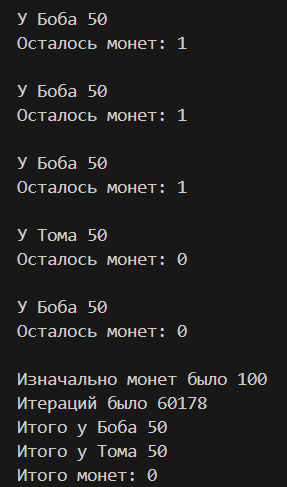 У Боба 50
Осталось монет: 1
У Боба 50
Осталось монет: 1
У Боба 50
Осталось монет: 1
У Тома 50
Осталось монет: 0
У Боба 50
Осталось монет: 0
Изначально монет было 100
Итераций было 60178
Итого у Боба 50
Итого у Тома 50
Итого монет: 0